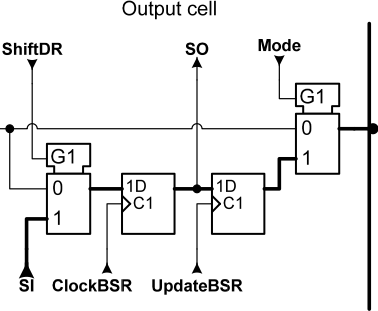 Output cell
ShiftDR
SO
Mode
G1
0
1
G1
0
1
1D
C1
1D
C1
SI
ClockBSR
UpdateBSR